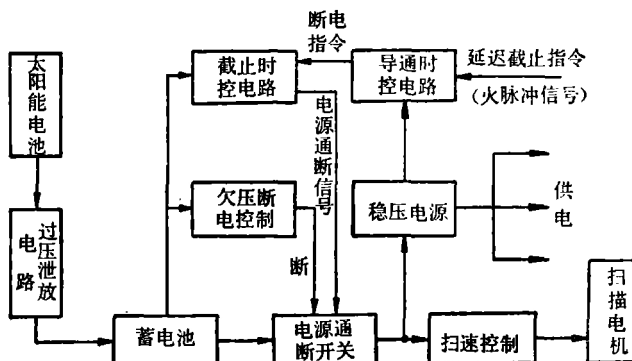 太阳能电池
过压泄放
电路
蓄电池
截止时
控电路
欠压断
电控制
断
电源通断信号
电源通
断开关
断电
指令
导通时
控电路
延迟截止指令
(火脉冲信号)
稳压电源
供电
扫速控制
扫描电机